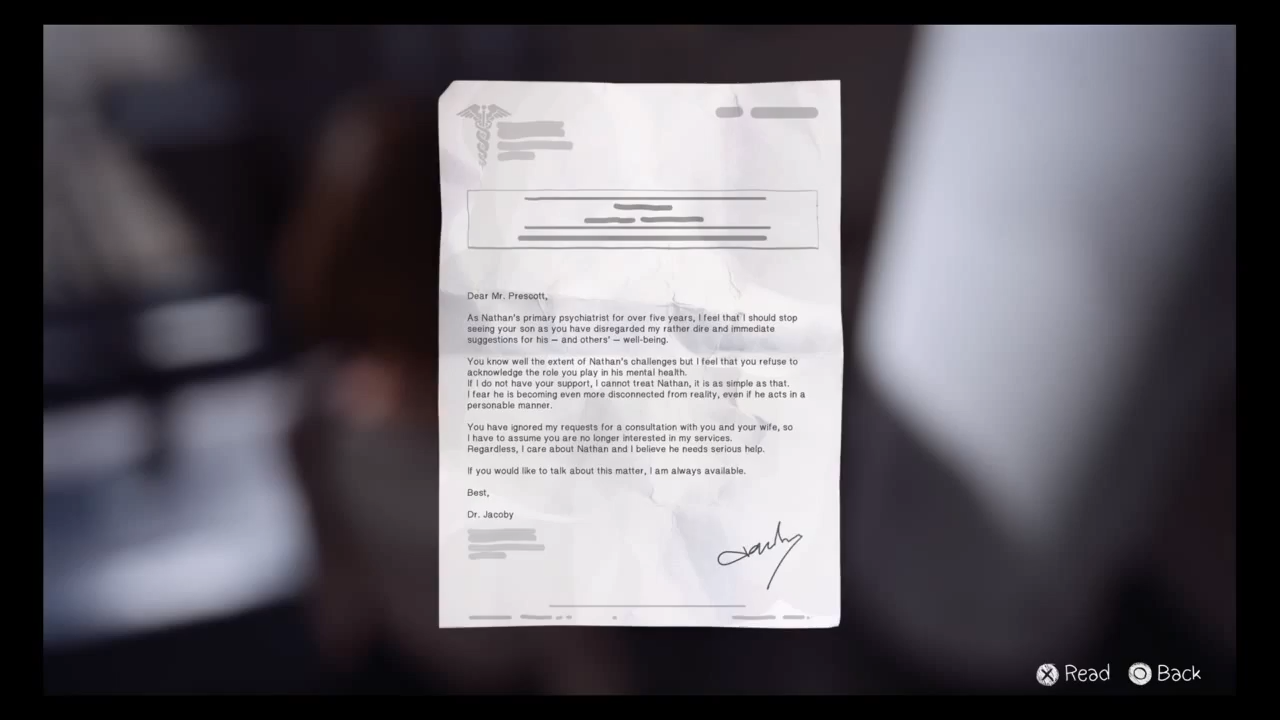 Dear Mr. Prescott,
As Nathan's primary psychiatrist for over five years, I feel that I should stop
seeing your son as you have disregarded my rather dire and immediate
suggestions for his – and others' – well-being.
You know well the extent of Nathan's challenges but I feel that you refuse to
acknowledge the role you play in his mental health.
If I do not have your support, I cannot treat Nathan, it is as simple as that.
I fear he is becoming even more disconnected from reality, even if he acts in a
personable manner.
You have ignored my requests for a consultation with you and your wife, so
I have to assume you are no longer interested in my services.
Regardless, I care about Nathan and I believe he needs serious help.
If you would like to talk about this matter, I am always available.
Best,
Dr. Jacoby
Read Back